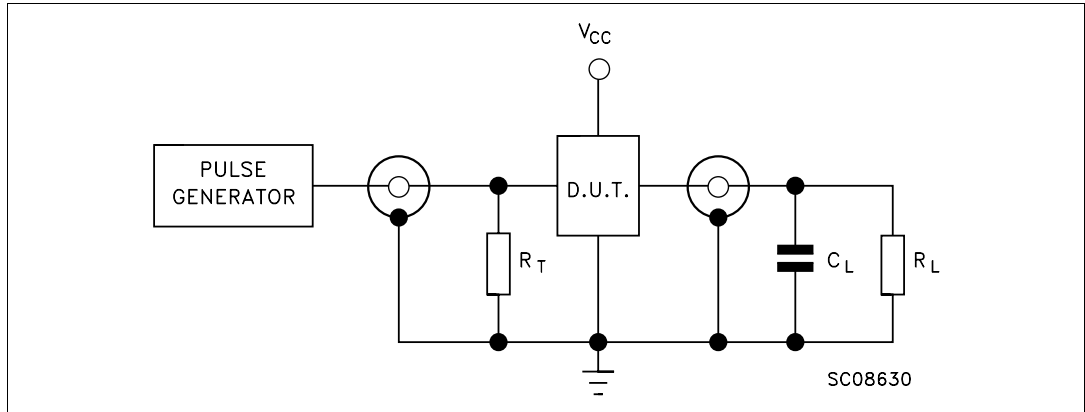 VCC
PULSE
GENERATOR
D.U.T.
RT
CL
RL
SC08630